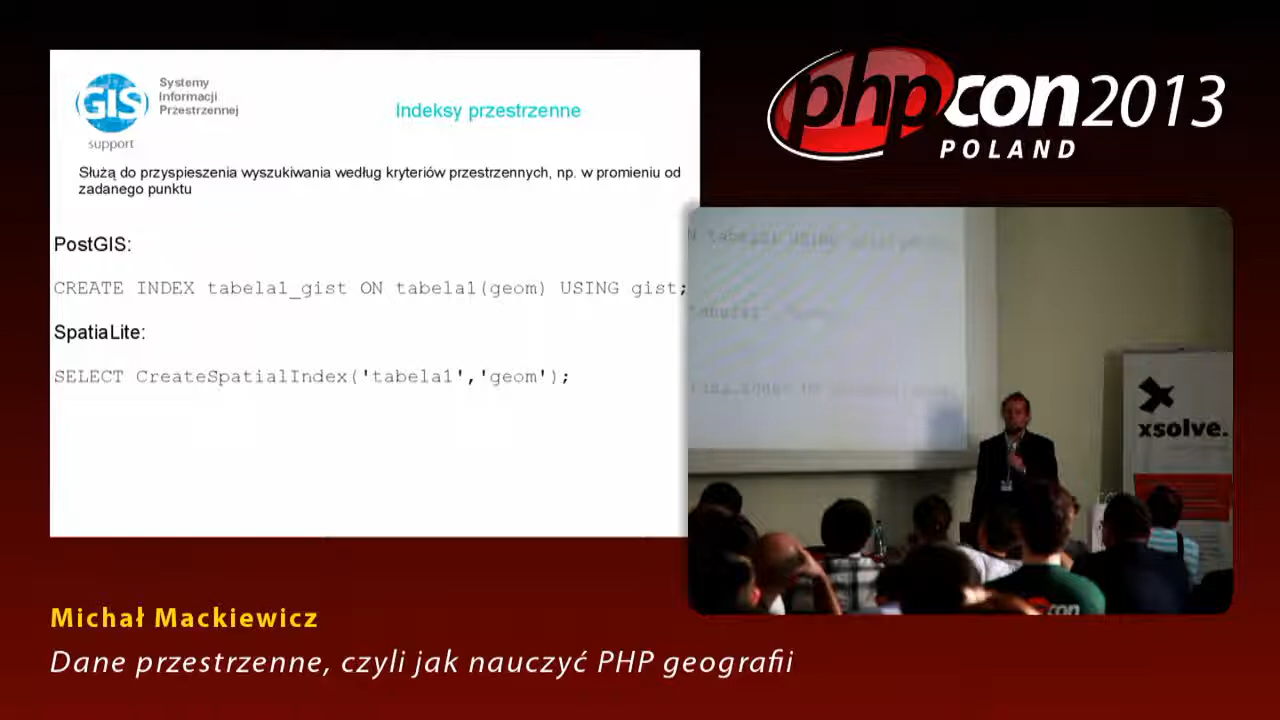 GIS
support
Systemy
Informacji
Przestrzennej
Indeksy przestrzenne
Służą do przyspieszenia wyszukiwania według kryteriów przestrzennych, np. w promieniu od
zadanego punktu
PostGIS:
CREATE INDEX tabela1_gist ON tabela1(geom) USING gist;
SpatiaLite:
SELECT CreateSpatialIndex('tabela1','geom');
phpcon2013
POLAND
xsolve.
con
Michał Mackiewicz
Dane przestrzenne, czyli jak nauczyć PHP geografii